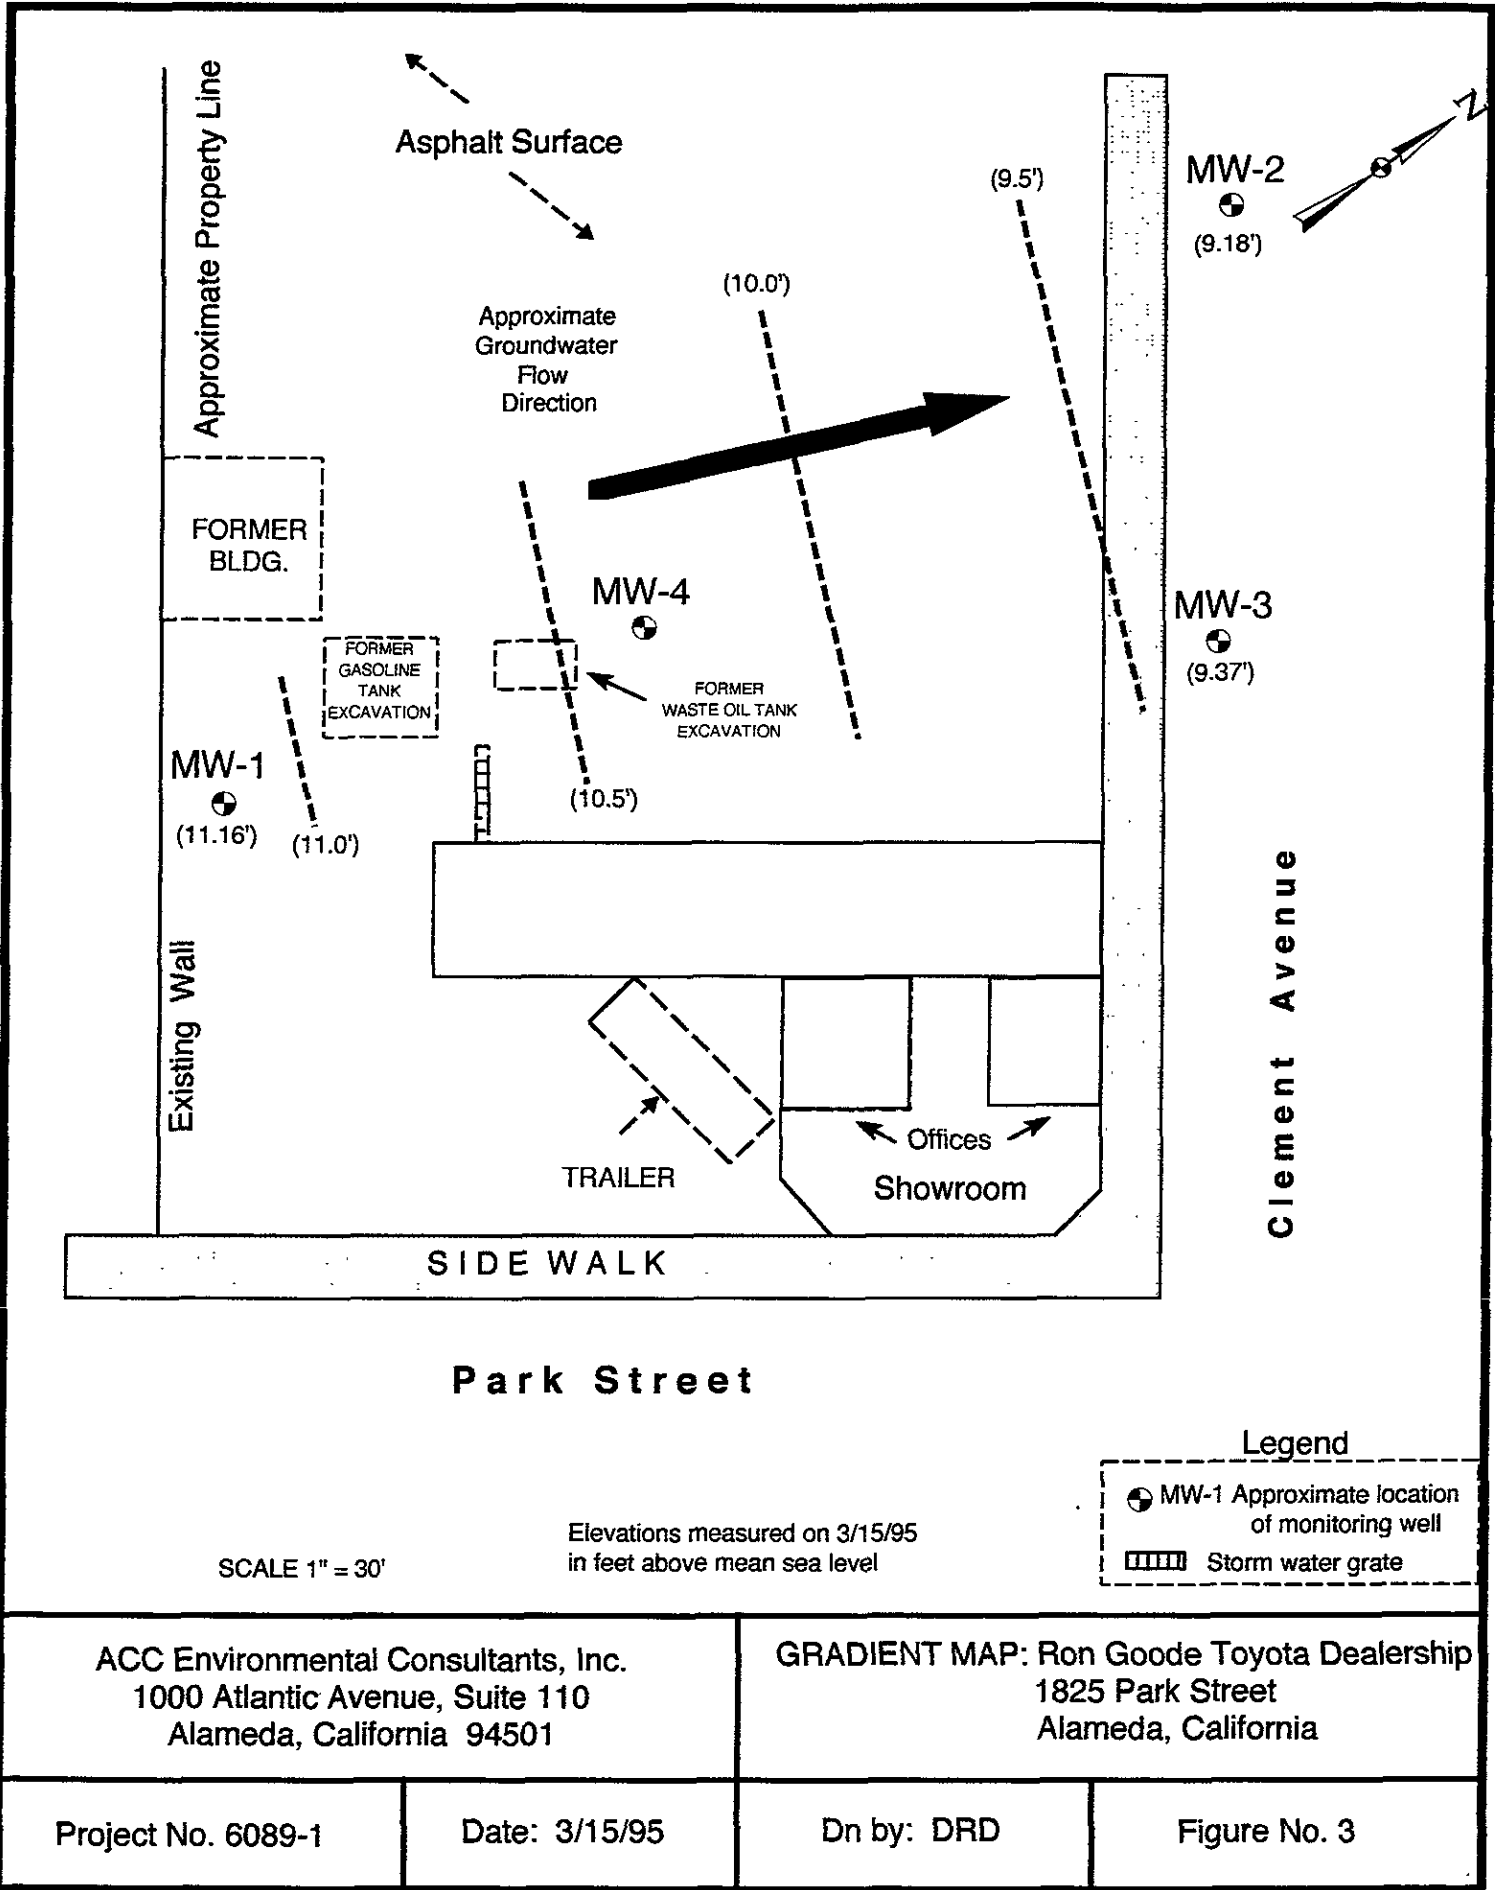 Approximate Property Line
Asphalt Surface
N
(9.5')
MW-2
(9.18')
(10.0')
Approximate
Groundwater
Flow
Direction
FORMER
BLDG.
MW-4
MW-3
(9.37')
FORMER
GASOLINE
TANK
EXCAVATION
FORMER
WASTE OIL TANK
EXCAVATION
MW-1
(11.16')
(11.0')
(10.5')
Existing Wall
Clement Avenue
Offices
TRAILER
Showroom
SIDEWALK
Park Street
Legend
MW-1 Approximate location
of monitoring well
Storm water grate
Elevations measured on 3/15/95
in feet above mean sea level
SCALE 1" = 30'
ACC Environmental Consultants, Inc.
1000 Atlantic Avenue, Suite 110
Alameda, California 94501
GRADIENT MAP: Ron Goode Toyota Dealership
1825 Park Street
Alameda, California
Project No. 6089-1
Date: 3/15/95
Dn by: DRD
Figure No. 3